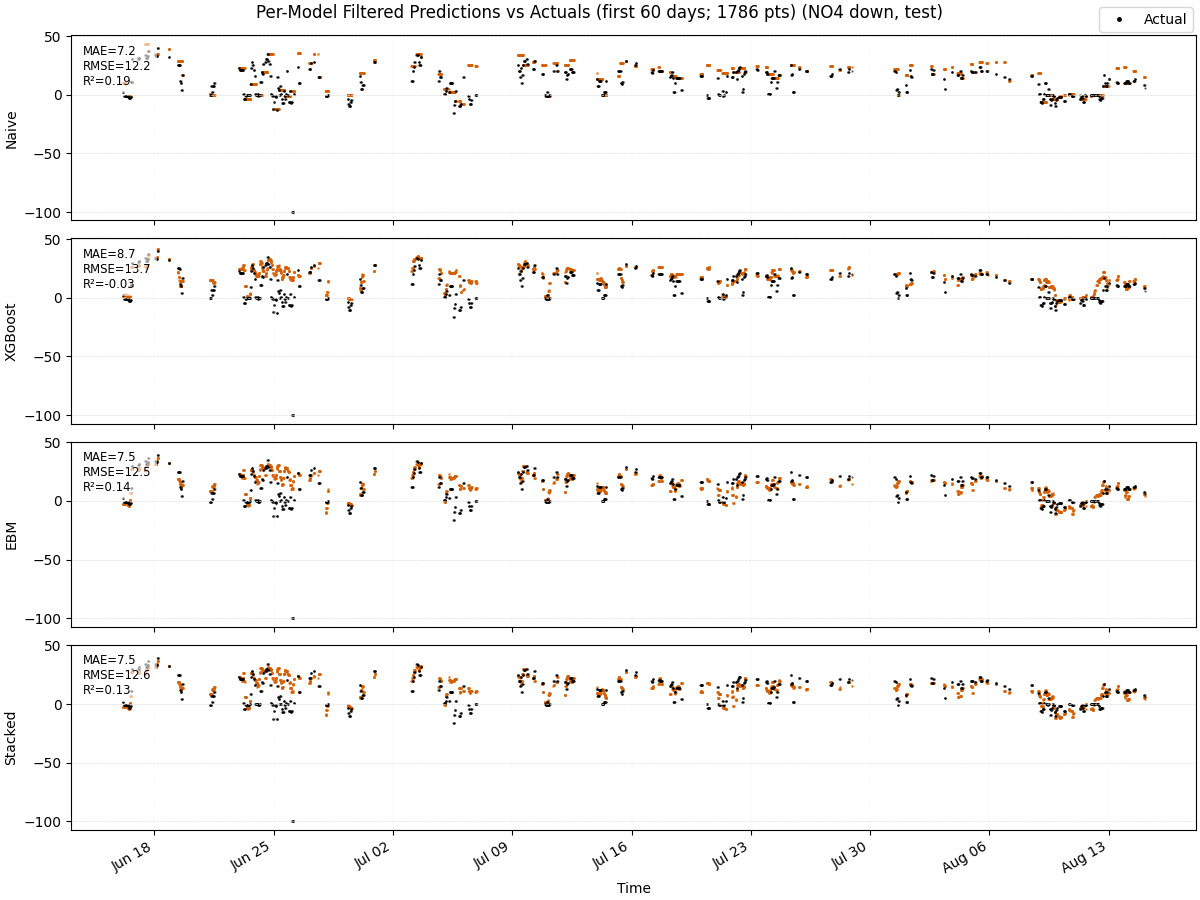 Per-Model Filtered Predictions vs Actuals (first 60 days; 1786 pts) (NO4 down, test)
Actual
MAE=7.2
RMSE=12.2
R²=0.19
50
0
−50
−100
Naive
MAE=8.7
RMSE=13.7
R²=-0.03
50
0
−50
−100
XGBoost
MAE=7.5
RMSE=12.5
R²=0.14
50
0
−50
−100
EBM
MAE=7.5
RMSE=12.6
R²=0.13
50
0
−50
−100
Stacked
Jun 18
Jun 25
Jul 02
Jul 09
Jul 16
Jul 23
Jul 30
Aug 06
Aug 13
Time